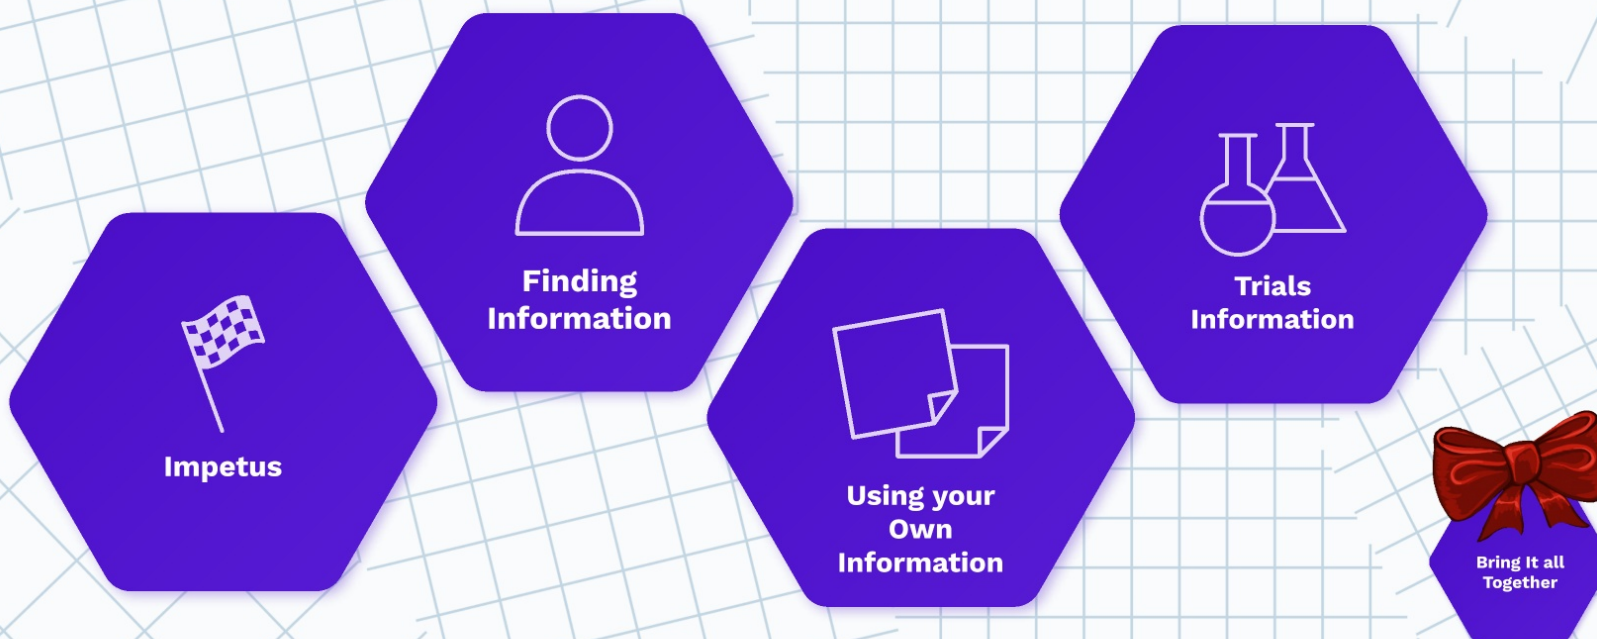 Impetus
Finding
Information
Using your
Own
Information
Trials
Information
Bring It all
Together